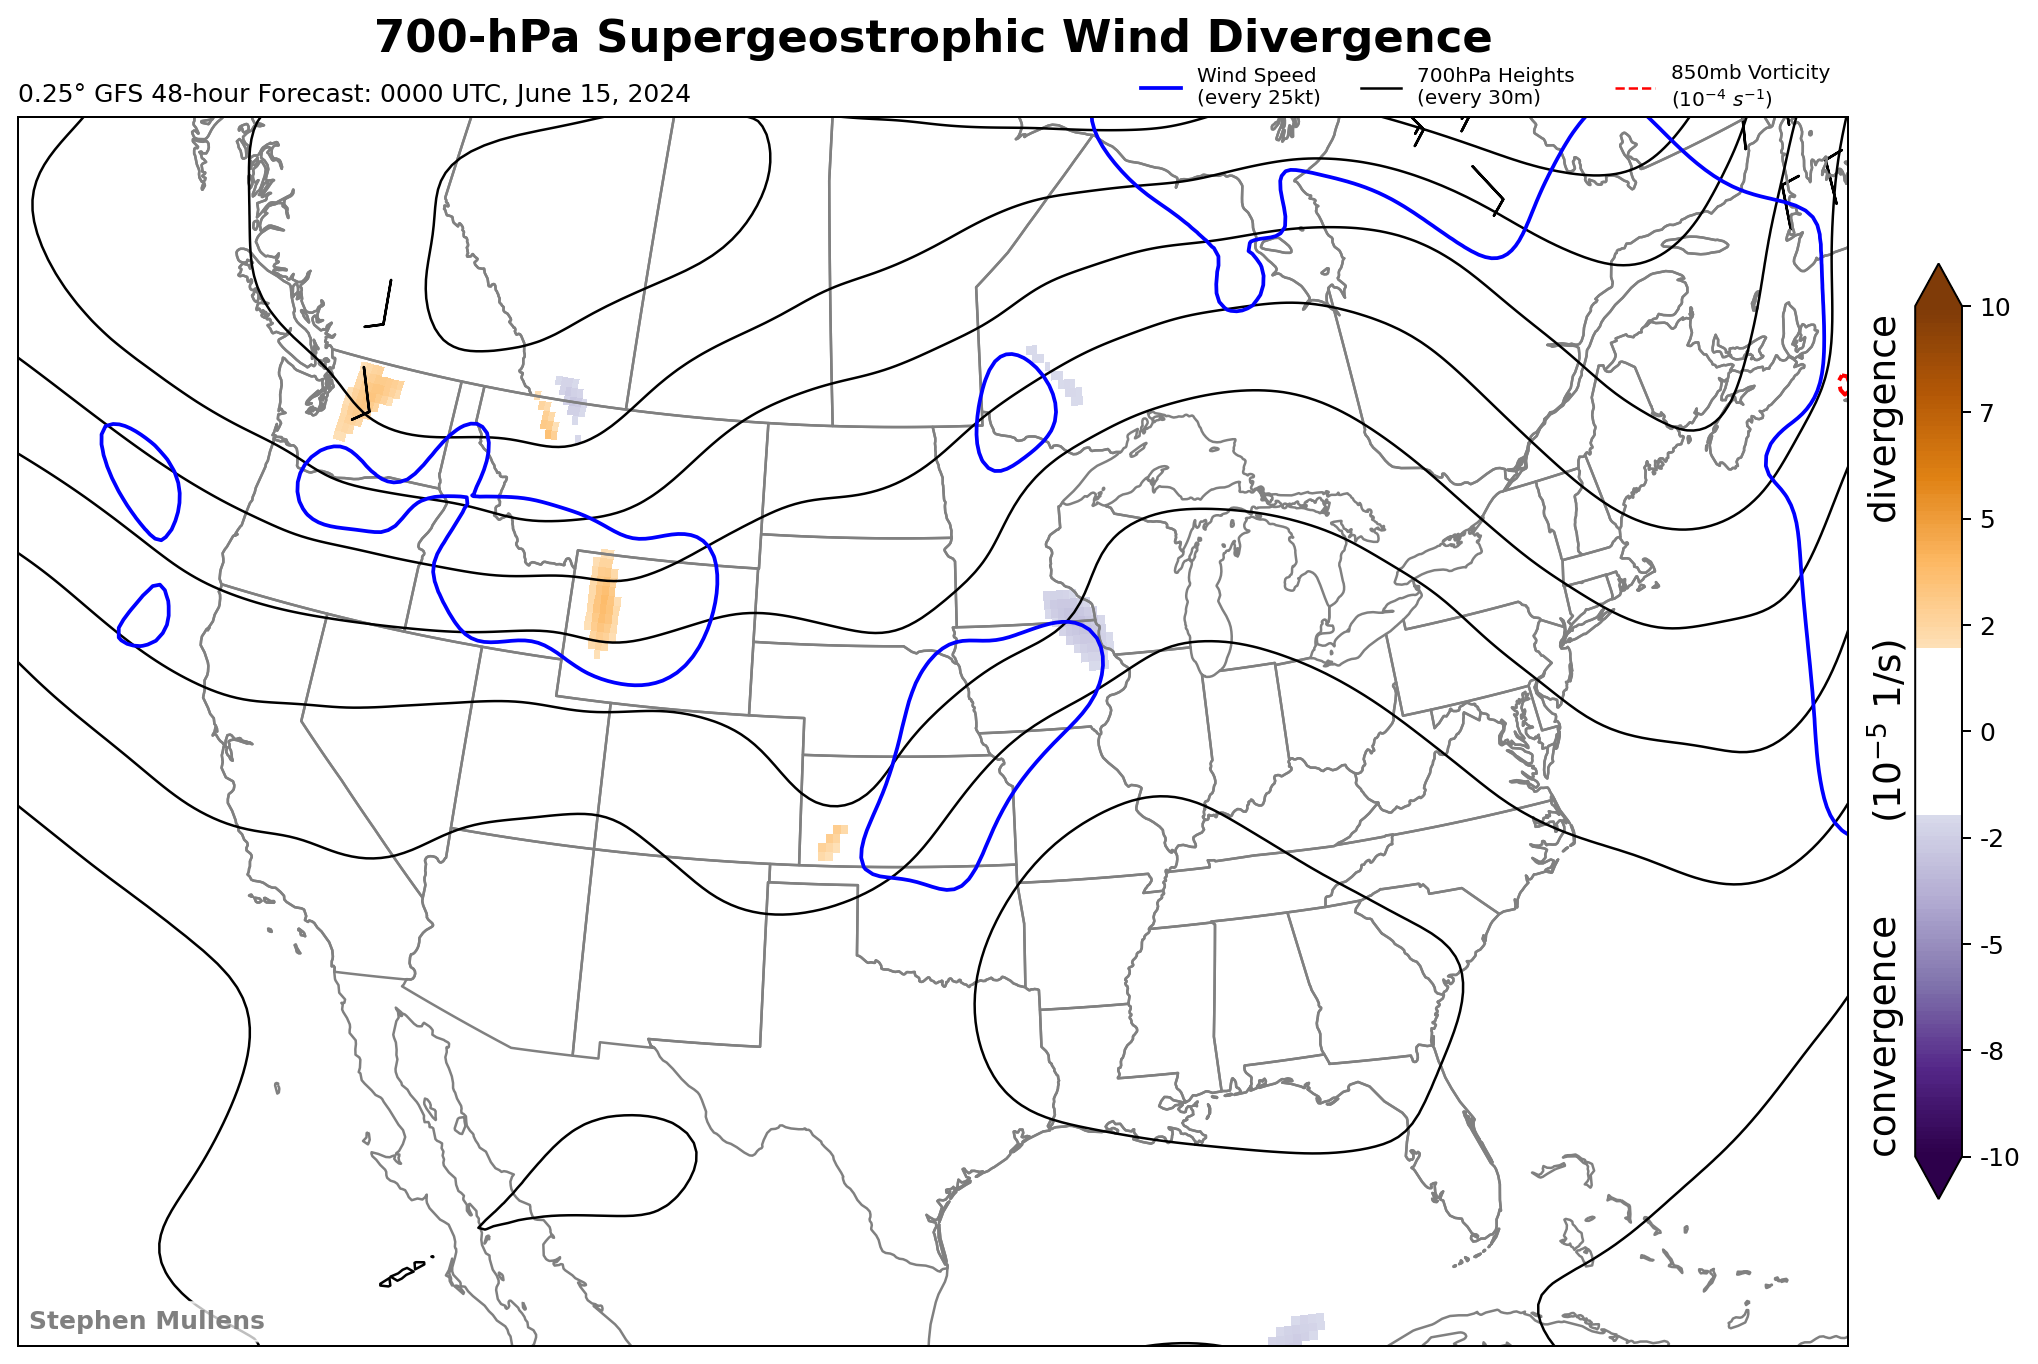 700-hPa Supergeostrophic Wind Divergence
0.25° GFS 48-hour Forecast: 0000 UTC, June 15, 2024
Wind Speed
(every 25kt)
700hPa Heights
(every 30m)
850mb Vorticity
(10⁻⁴ s⁻¹)
10
7
5
2
0
-2
-5
-8
-10
convergence (10⁻⁵ 1/s) divergence
Stephen Mullens